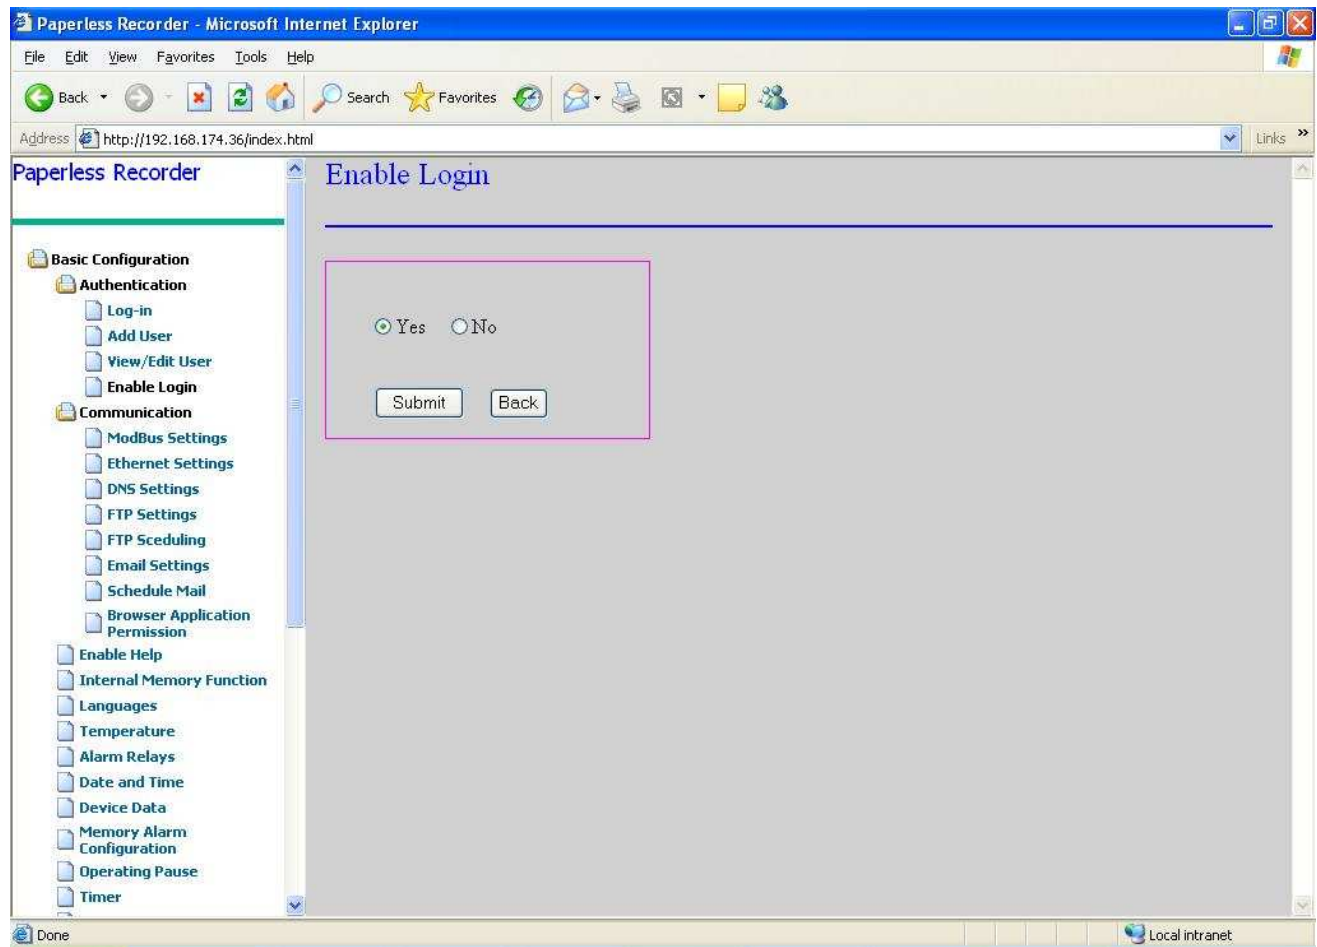 Paperless Recorder - Microsoft Internet Explorer
File Edit View Favorites Tools Help
Back Search Favorites
Address http://192.168.174.36/index.html Links »
Paperless Recorder
Enable Login
Basic Configuration
Authentication
Log-in
Add User
View/Edit User
Enable Login
Communication
ModBus Settings
Ethernet Settings
DNS Settings
FTP Settings
FTP Sceduling
Email Settings
Schedule Mail
Browser Application
Permission
Enable Help
Internal Memory Function
Languages
Temperature
Alarm Relays
Date and Time
Device Data
Memory Alarm
Configuration
Operating Pause
Timer
Yes No
Submit Back
Done Local intranet